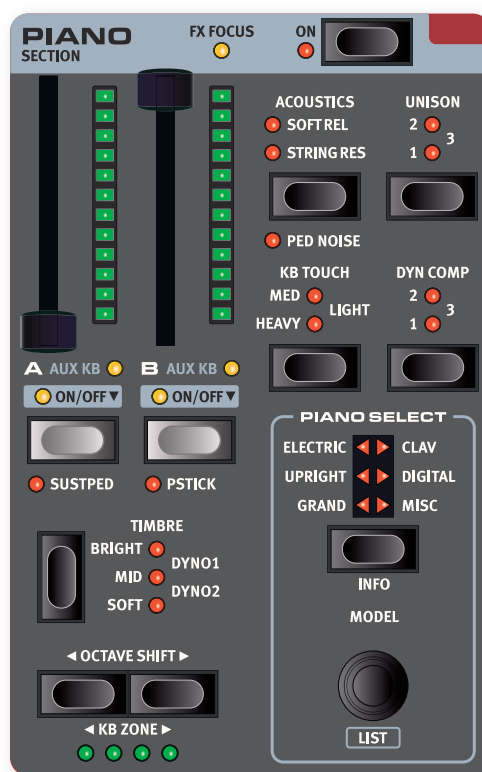 PIANO
SECTION
FX FOCUS
ON
ACOUSTICS
SOFT REL
STRING RES
PED NOISE
UNISON
2
3
1
KB TOUCH
MED
LIGHT
HEAVY
DYN COMP
2
3
1
A AUX KB
ON/OFF ▼
SUSTPED
B AUX KB
ON/OFF ▼
PSTICK
TIMBRE
BRIGHT
DYNO1
MID
DYNO2
SOFT
◄ OCTAVE SHIFT ►
◄ KB ZONE ►
PIANO SELECT
ELECTRIC ◄ ► CLAV
UPRIGHT ◄ ► DIGITAL
GRAND ◄ ► MISC
INFO
MODEL
LIST